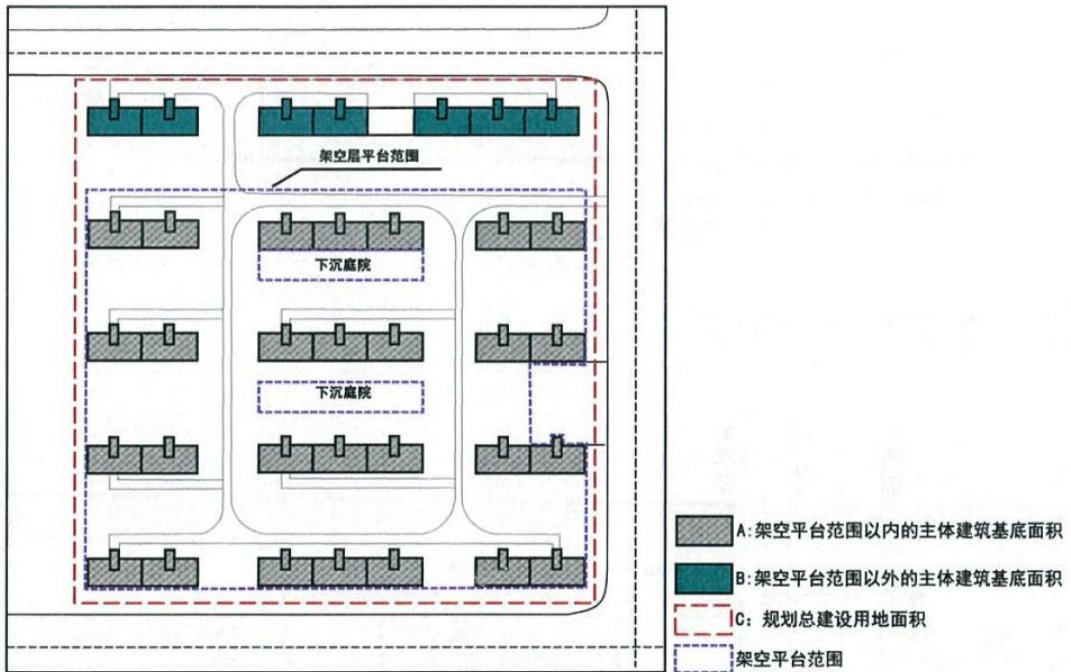 架空层平台范围
下沉庭院
下沉庭院
A:架空平台范围以内的主体建筑基底面积
B:架空平台范围以外的主体建筑基底面积
C：规划总建设用地面积
架空平台范围